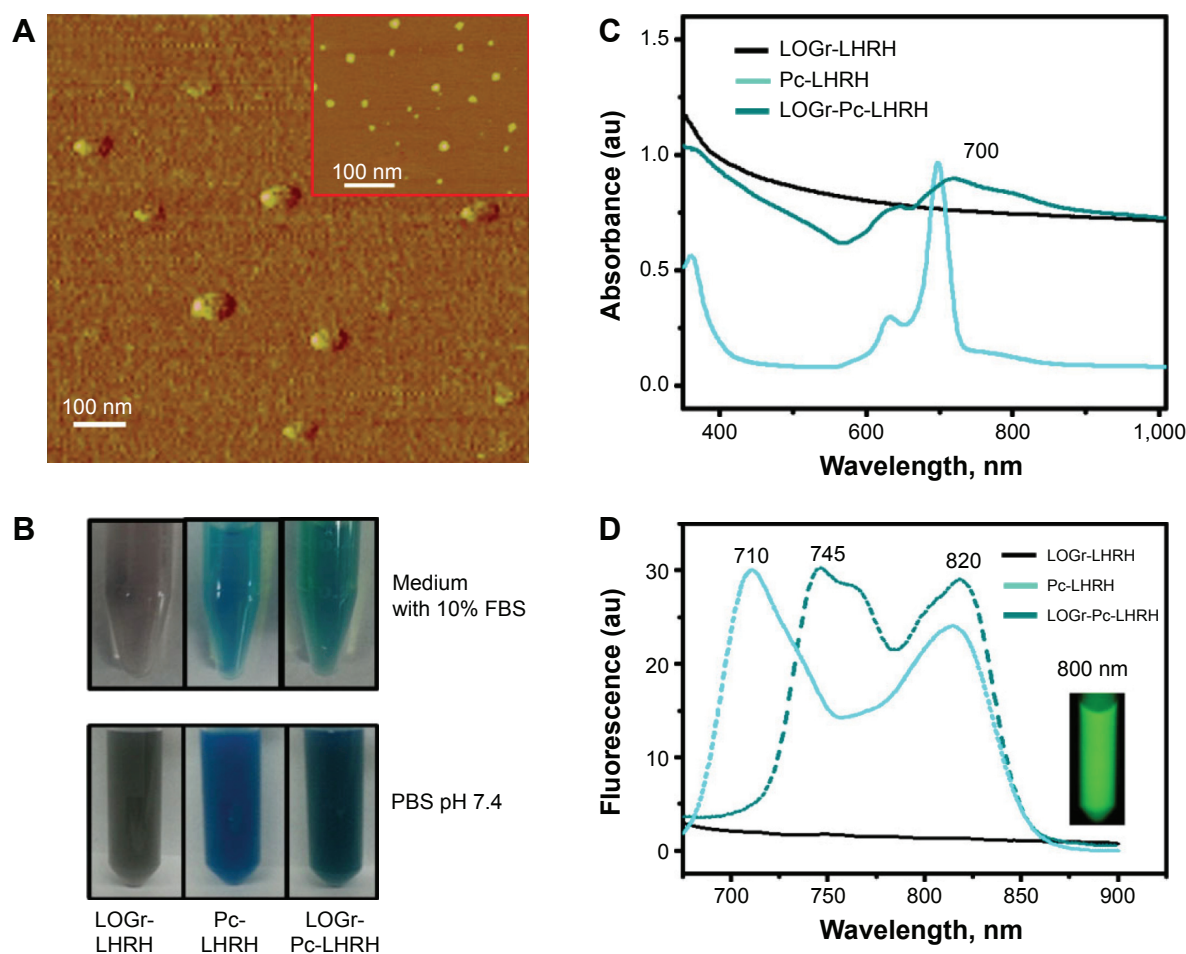 A
100 nm
100 nm
B
Medium
with 10% FBS
PBS pH 7.4
LOGr-
LHRH
Pc-
LHRH
LOGr-
Pc-LHRH
C
Absorbance (au)
1.5
1.0
0.5
0.0
LOGr-LHRH
Pc-LHRH
LOGr-Pc-LHRH
700
400
600
800
1,000
Wavelength, nm
D
Fluorescence (au)
30
20
10
0
710
745
820
LOGr-LHRH
Pc-LHRH
LOGr-Pc-LHRH
800 nm
700
750
800
850
900
Wavelength, nm